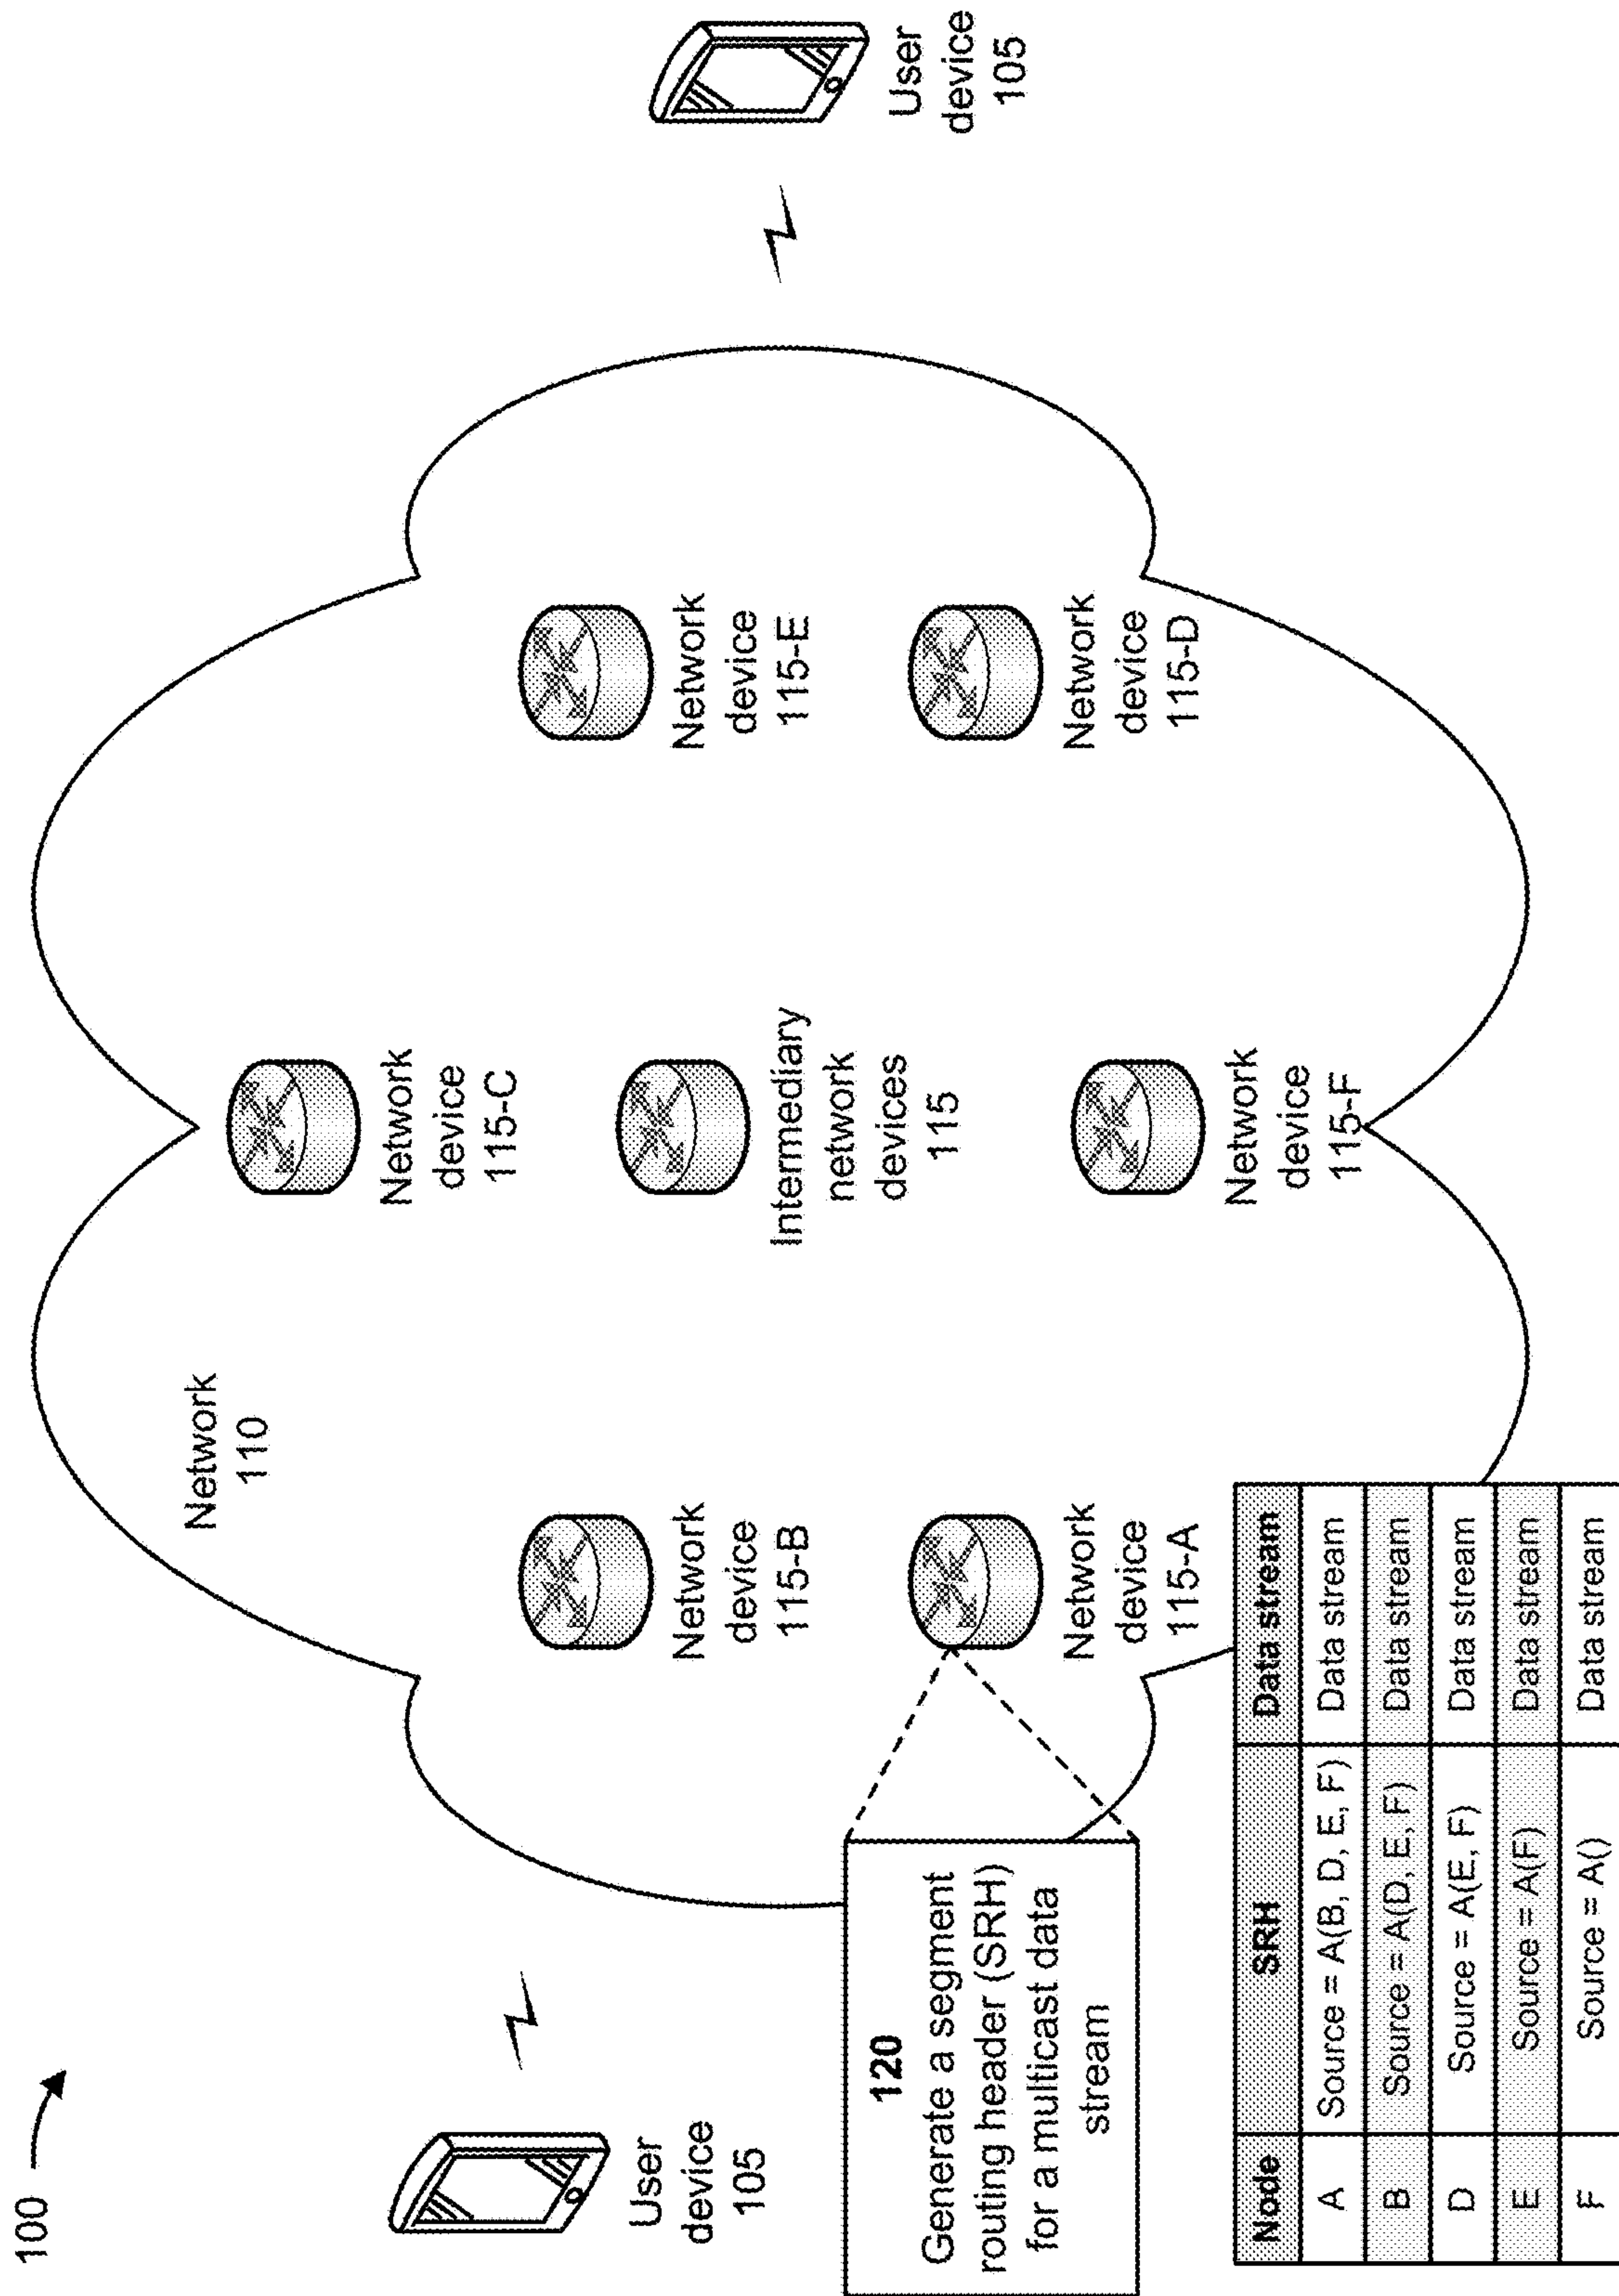 100
Network
110
User
device
105
User
device
105
Network
device
115-B
Network
device
115-C
Network
device
115-E
Intermediary
network
devices
115
Network
device
115-A
Network
device
115-F
Network
device
115-D
120
Generate a segment
routing header (SRH)
for a multicast data
stream
Node SRH Data stream
A Source = A(B, D, E, F) Data stream
B Source = A(D, E, F) Data stream
D Source = A(E, F) Data stream
E Source = A(F) Data stream
F Source = A() Data stream